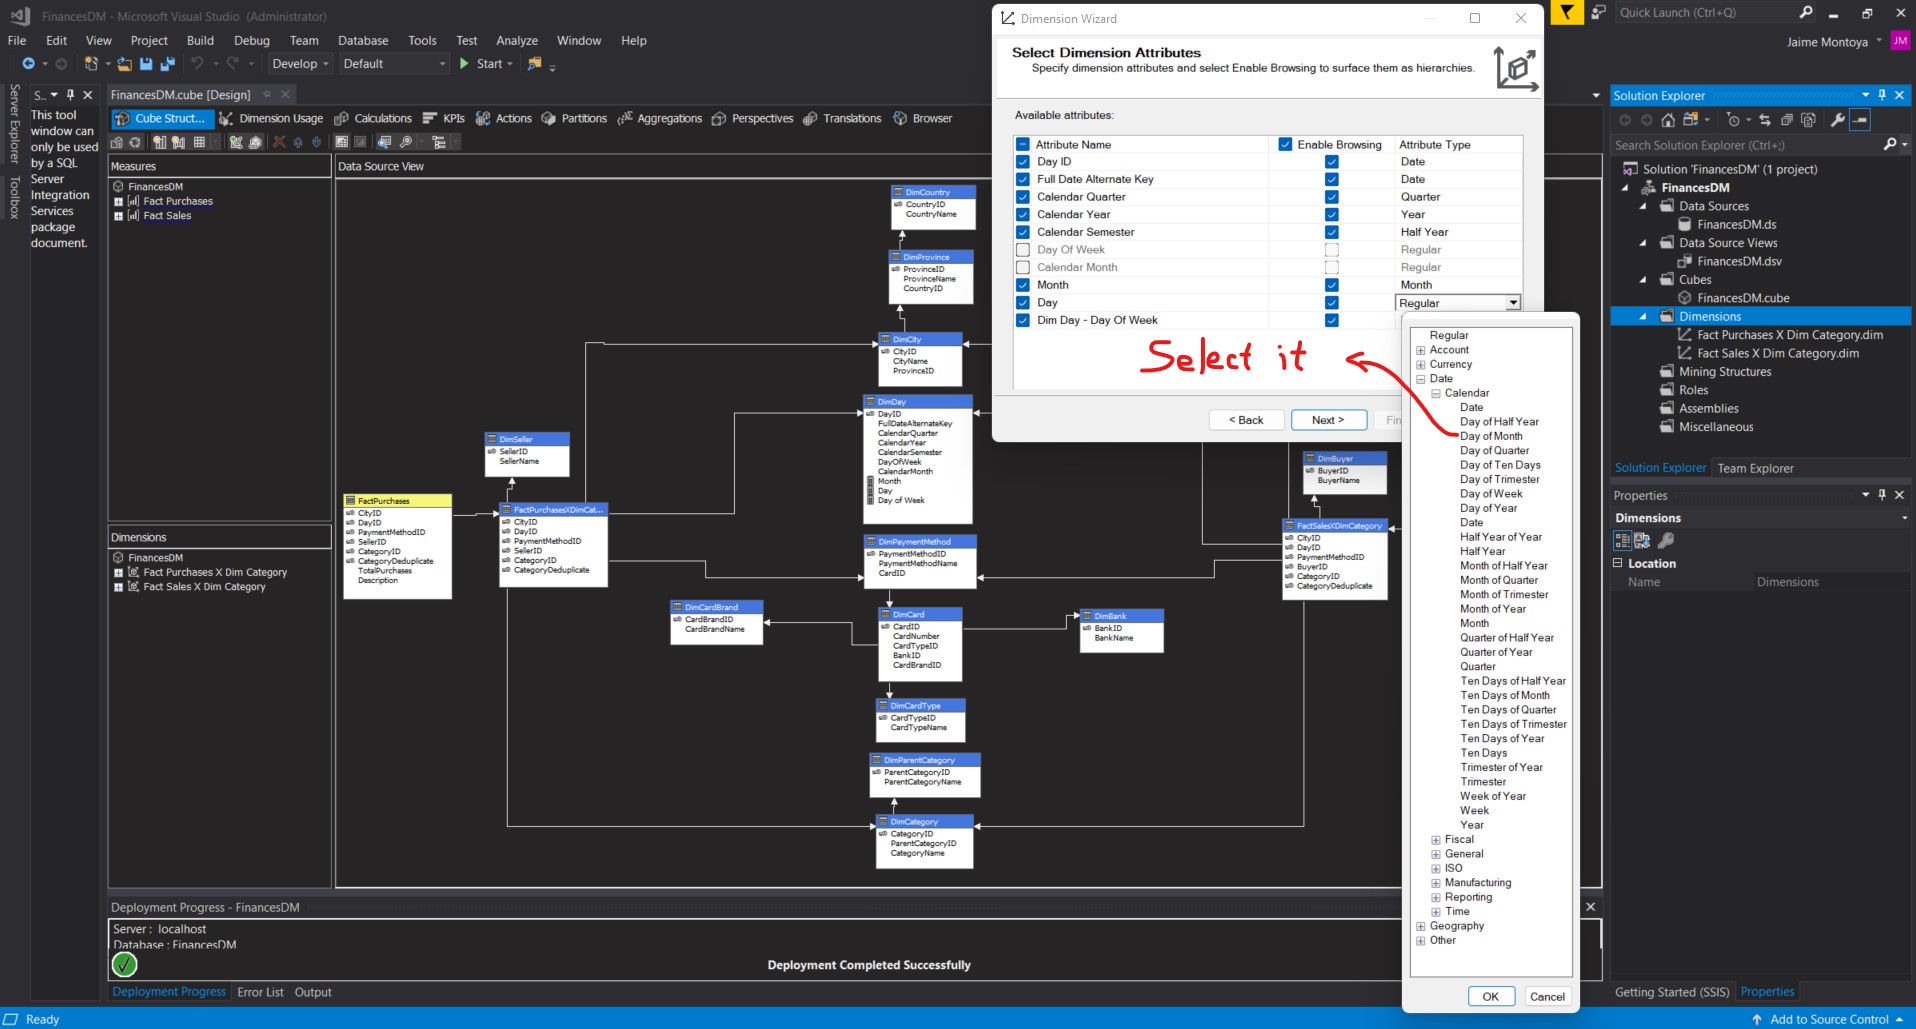 FinancesDM - Microsoft Visual Studio (Administrator)
Quick Launch (Ctrl+Q)
File Edit View Project Build Debug Team Database Tools Test Analyze Window Help
Jaime Montoya
JM
Develop Default Start
Server Explorer
Toolbox
S..
This tool
window can
only be used
by a SQL
Server
Integration
Services
package
document.
FinancesDM.cube [Design]
Cube Struct... Dimension Usage Calculations KPIs Actions Partitions Aggregations Perspectives Translations Browser
Measures
FinancesDM
Fact Purchases
Fact Sales
Dimensions
FinancesDM
Fact Purchases X Dim Category
Fact Sales X Dim Category
Data Source View
DimCountry
CountryID
CountryName
DimProvince
ProvinceID
ProvinceName
CountryID
DimCity
CityID
CityName
ProvinceID
DimDay
DayID
FullDateAlternateKey
CalendarQuarter
CalendarYear
CalendarSemester
DayOfWeek
CalendarMonth
Month
Day
Day of Week
DimSeller
SellerID
SellerName
FactPurchases
CityID
DayID
PaymentMethodID
SellerID
CategoryID
CategoryDeduplicate
TotalPurchases
Description
FactPurchasesXDimCat...
CityID
DayID
PaymentMethodID
SellerID
CategoryID
CategoryDeduplicate
DimPaymentMethod
PaymentMethodID
PaymentMethodName
CardID
DimCardBrand
CardBrandID
CardBrandName
DimCard
CardID
CardNumber
CardTypeID
BankID
CardBrandID
DimBank
BankID
BankName
DimCardType
CardTypeID
CardTypeName
DimParentCategory
ParentCategoryID
ParentCategoryName
DimCategory
CategoryID
ParentCategoryID
CategoryName
DimBuyer
BuyerID
BuyerName
FactSalesXDimCategory
CityID
DayID
PaymentMethodID
BuyerID
CategoryID
CategoryDeduplicate
Dimension Wizard
Select Dimension Attributes
Specify dimension attributes and select Enable Browsing to surface them as hierarchies.
Available attributes:
Attribute Name Enable Browsing Attribute Type
Day ID Date
Full Date Alternate Key Date
Calendar Quarter Quarter
Calendar Year Year
Calendar Semester Half Year
Day Of Week Regular
Calendar Month Regular
Month Month
Day Regular
Dim Day - Day Of Week
Select it
< Back Next > Fin
Regular
Account
Currency
Date
Calendar
Date
Day of Half Year
Day of Month
Day of Quarter
Day of Ten Days
Day of Trimester
Day of Week
Day of Year
Date
Half Year of Year
Half Year
Month of Half Year
Month of Quarter
Month of Trimester
Month of Year
Month
Quarter of Half Year
Quarter of Year
Quarter
Ten Days of Half Year
Ten Days of Month
Ten Days of Quarter
Ten Days of Trimester
Ten Days of Year
Ten Days
Trimester of Year
Trimester
Week of Year
Week
Year
Fiscal
General
ISO
Manufacturing
Reporting
Time
Geography
Other
OK Cancel
Solution Explorer
Search Solution Explorer (Ctrl+;)
Solution 'FinancesDM' (1 project)
FinancesDM
Data Sources
FinancesDM.ds
Data Source Views
FinancesDM.dsv
Cubes
FinancesDM.cube
Dimensions
Fact Purchases X Dim Category.dim
Fact Sales X Dim Category.dim
Mining Structures
Roles
Assemblies
Miscellaneous
Solution Explorer Team Explorer
Properties
Dimensions
Location
Name Dimensions
Getting Started (SSIS) Properties
Deployment Progress - FinancesDM
Server : localhost
Database : FinancesDM
Deployment Completed Successfully
Deployment Progress Error List Output
Ready
Add to Source Control